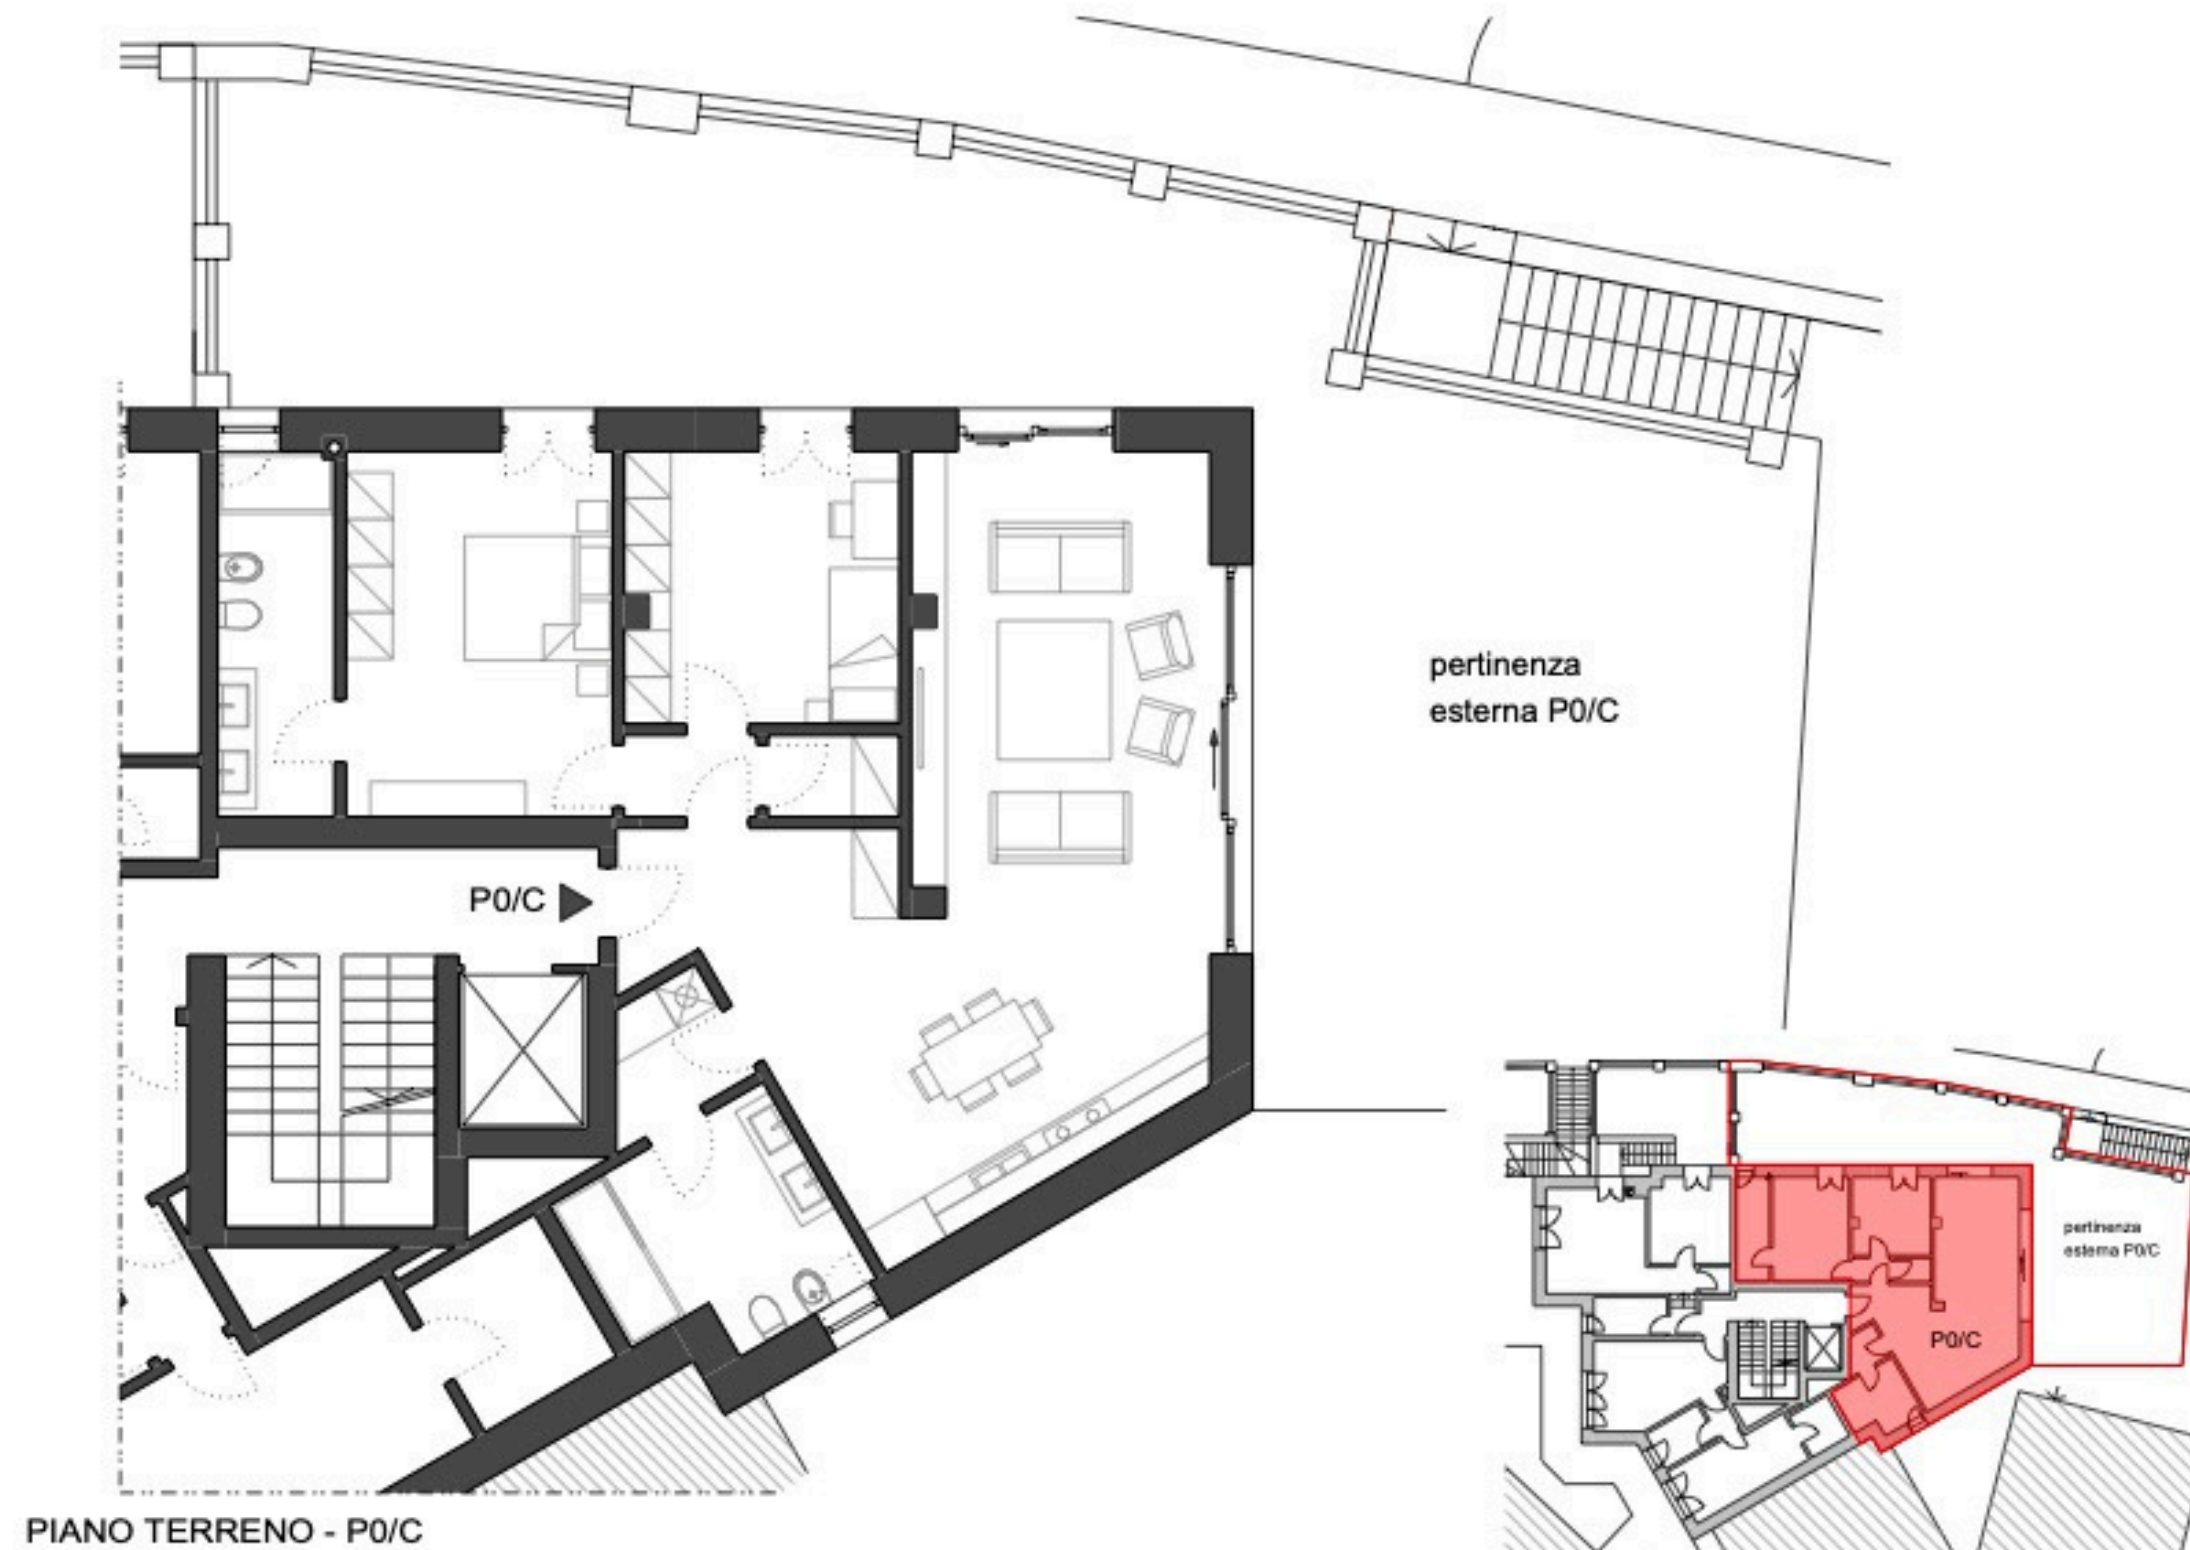 pertinenza
esterna P0/C
P0/C
pertinenza
esterna P0/C
P0/C
PIANO TERRENO - P0/C